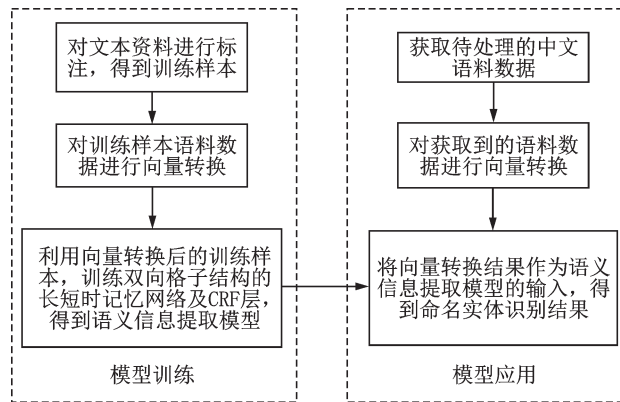 对文本资料进行标
注，得到训练样本
对训练样本语料数
据进行向量转换
利用向量转换后的训练样
本，训练双向格子结构的
长短时记忆网络及CRF层，
得到语义信息提取模型
模型训练
获取待处理的中文
语料数据
对获取到的语料数
据进行向量转换
将向量转换结果作为语义
信息提取模型的输入，得
到命名实体识别结果
模型应用